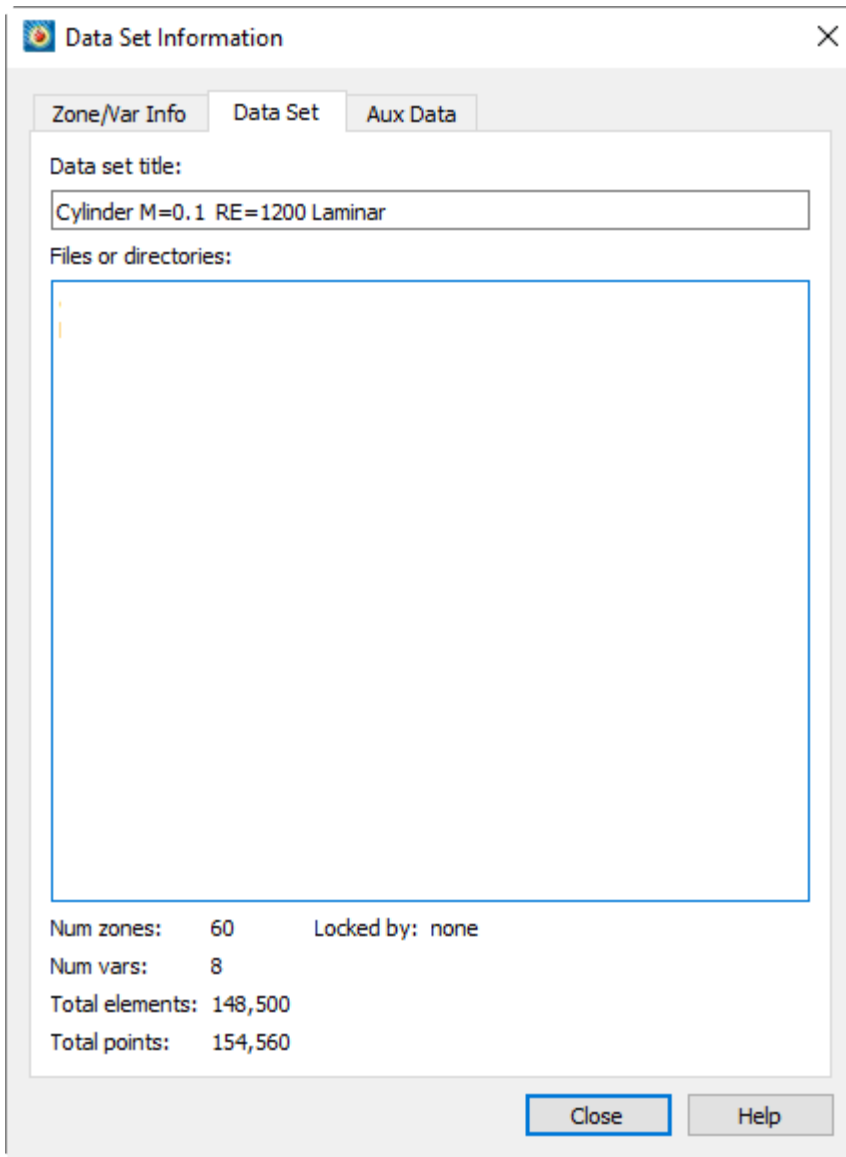 Data Set Information
Zone/Var Info Data Set Aux Data
Data set title:
Cylinder M=0.1 RE=1200 Laminar
Files or directories:
Num zones: 60 Locked by: none
Num vars: 8
Total elements: 148,500
Total points: 154,560
Close Help